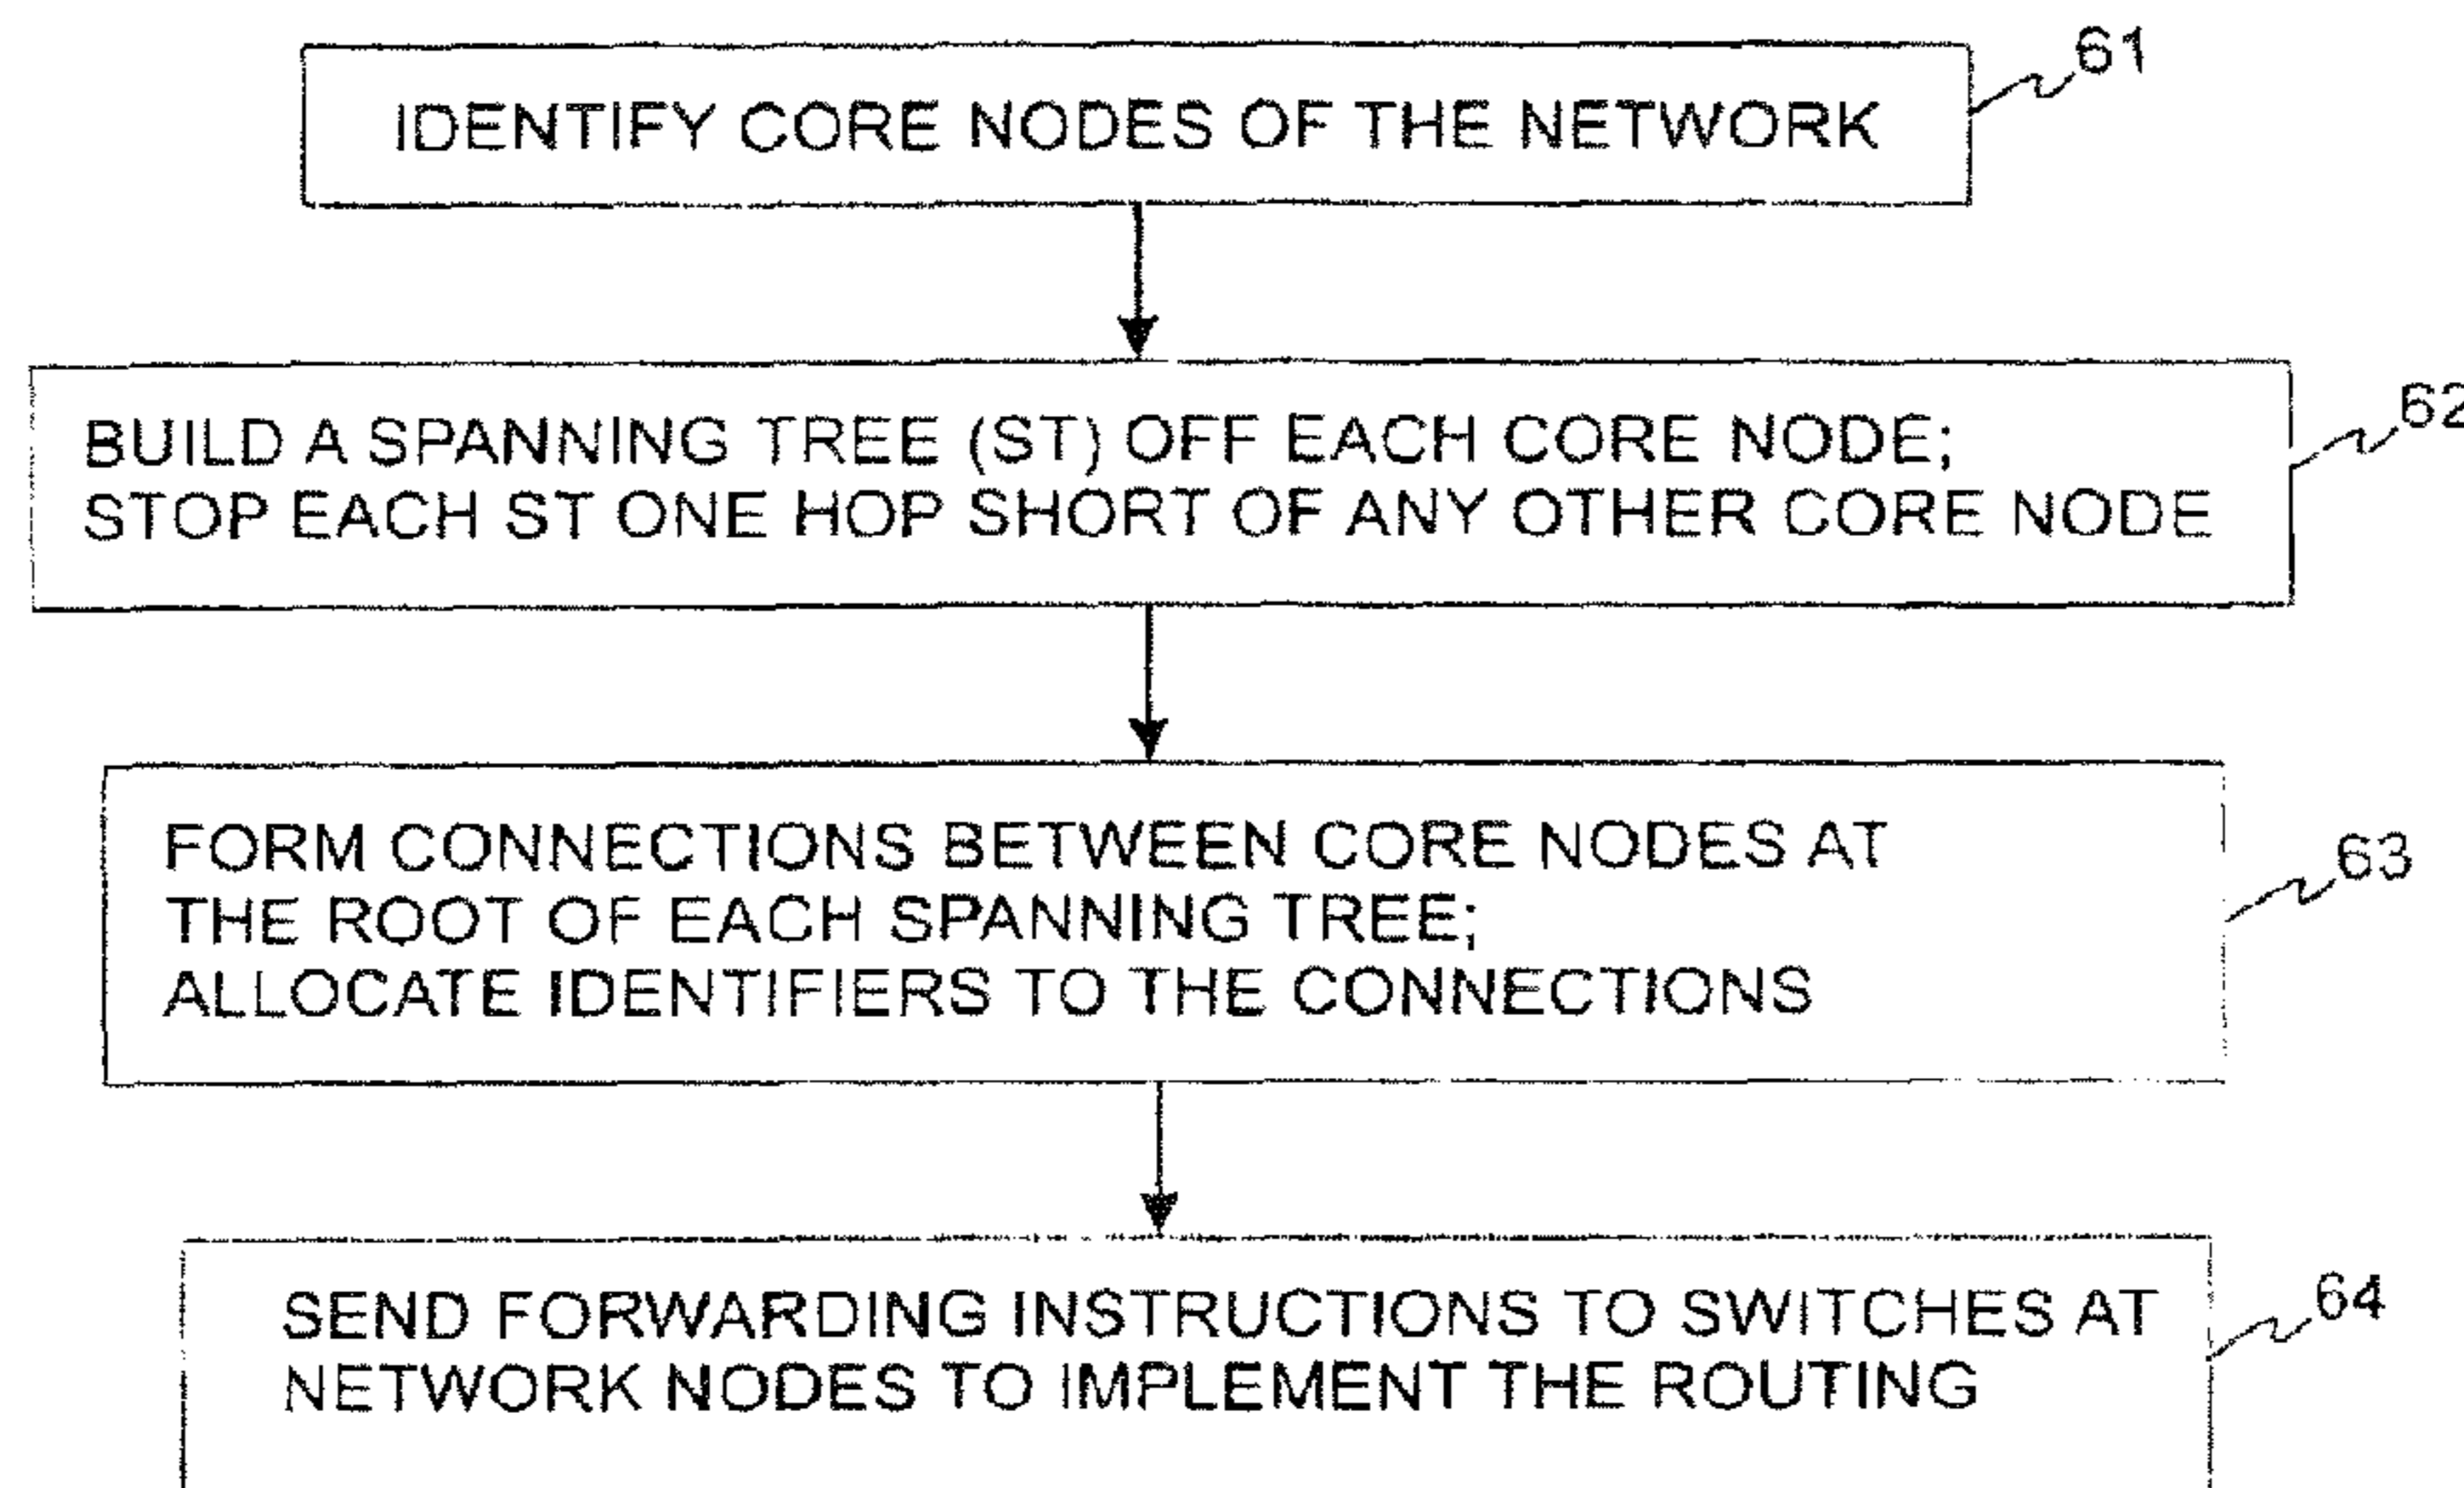 61
IDENTIFY CORE NODES OF THE NETWORK
62
BUILD A SPANNING TREE (ST) OFF EACH CORE NODE;
STOP EACH ST ONE HOP SHORT OF ANY OTHER CORE NODE
63
FORM CONNECTIONS BETWEEN CORE NODES AT
THE ROOT OF EACH SPANNING TREE;
ALLOCATE IDENTIFIERS TO THE CONNECTIONS
64
SEND FORWARDING INSTRUCTIONS TO SWITCHES AT
NETWORK NODES TO IMPLEMENT THE ROUTING